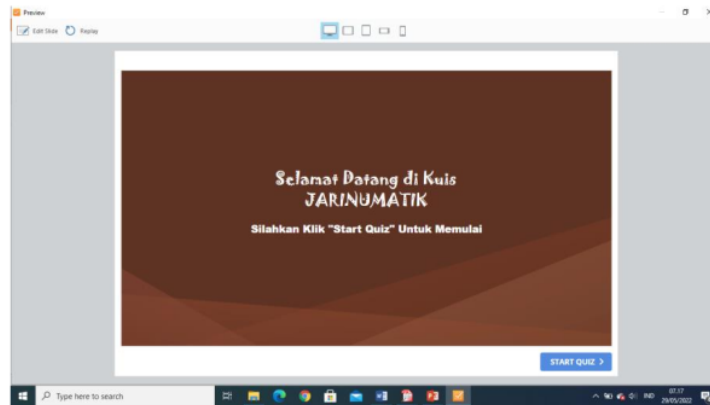 Preview
Edit Slide Replay
Selamat Datang di Kuis
JARINUMATIK
Silahkan Klik "Start Quiz" Untuk Memulai
START QUIZ >
Type here to search
IND
07.17
29/05/2022